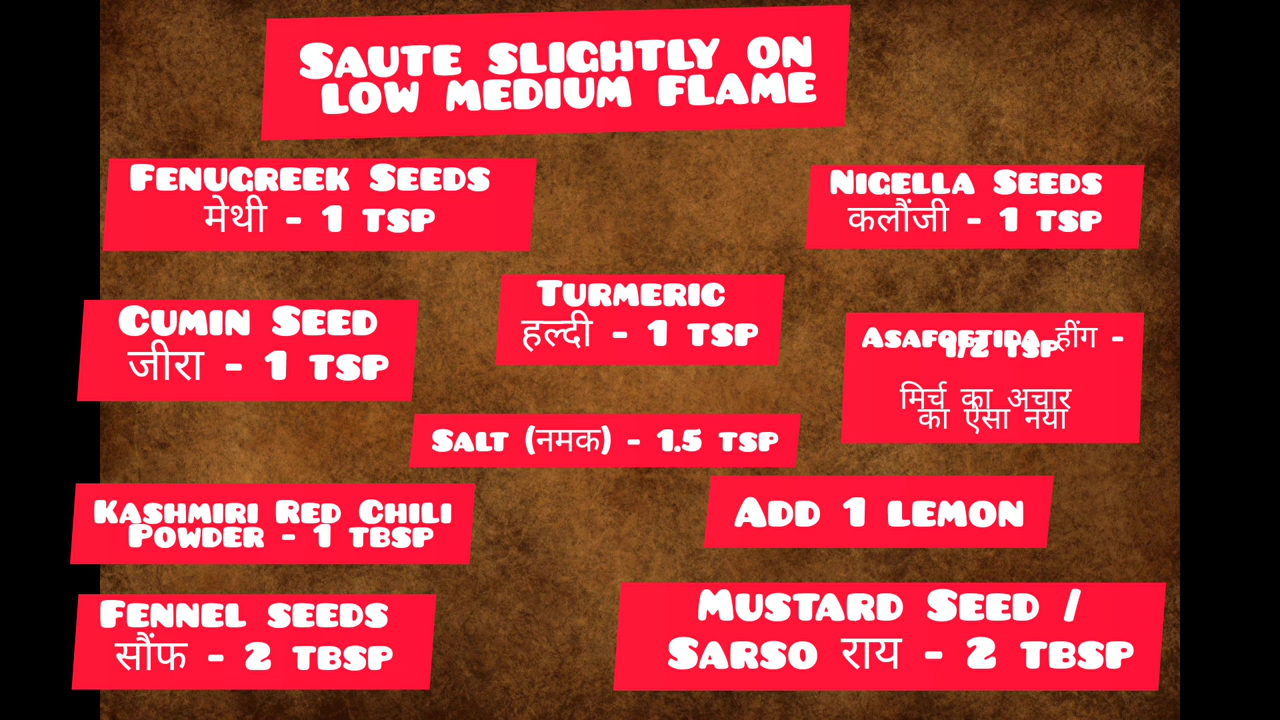 Saute slightly on
low medium flame
Fenugreek Seeds
मेथी - 1 tsp
Nigella Seeds
कलौंजी - 1 tsp
Turmeric
हल्दी - 1 tsp
Cumin Seed
जीरा - 1 tsp
Asafoetida हींग -
1/2 tsp
मिर्च का अचार
का ऐसा नया
Salt (नमक) - 1.5 tsp
Kashmiri Red Chili
Powder - 1 tbsp
Add 1 lemon
Fennel seeds
सौंफ - 2 tbsp
Mustard Seed /
Sarso राय - 2 tbsp